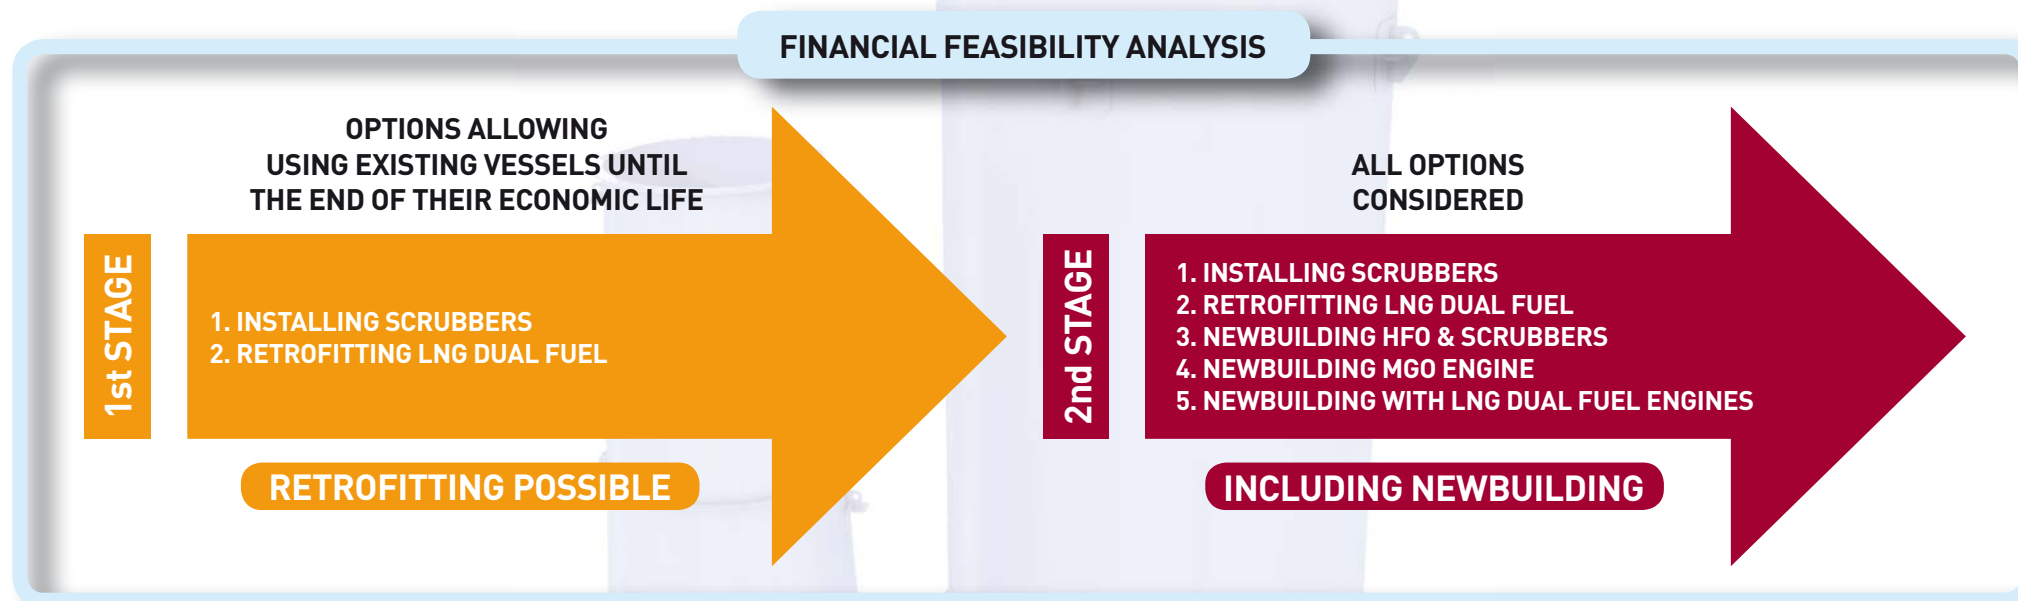 FINANCIAL FEASIBILITY ANALYSIS
OPTIONS ALLOWING
USING EXISTING VESSELS UNTIL
THE END OF THEIR ECONOMIC LIFE
1st STAGE
1. INSTALLING SCRUBBERS
2. RETROFITTING LNG DUAL FUEL
RETROFITTING POSSIBLE
ALL OPTIONS
CONSIDERED
2nd STAGE
1. INSTALLING SCRUBBERS
2. RETROFITTING LNG DUAL FUEL
3. NEWBUILDING HFO & SCRUBBERS
4. NEWBUILDING MGO ENGINE
5. NEWBUILDING WITH LNG DUAL FUEL ENGINES
INCLUDING NEWBUILDING